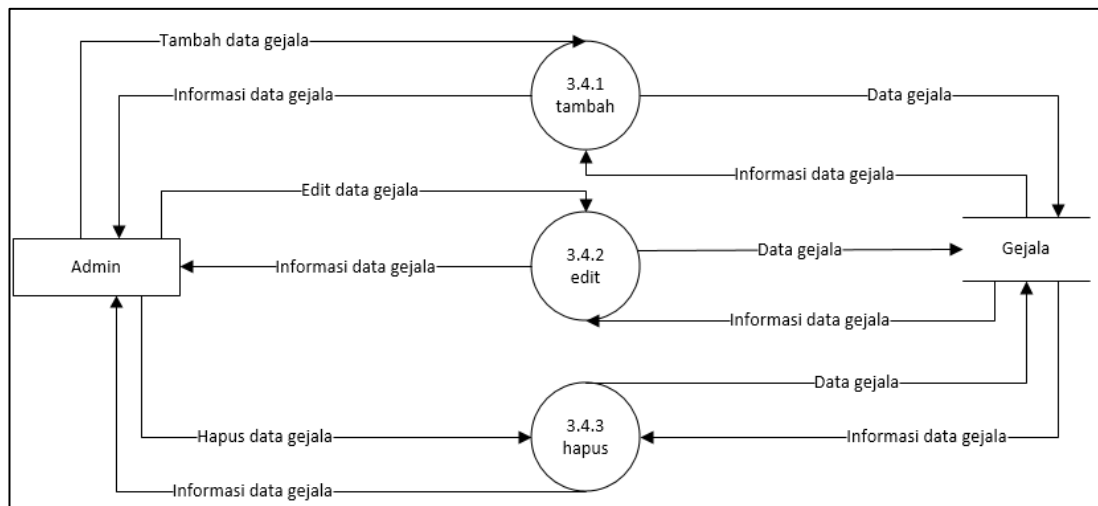 Tambah data gejala
3.4.1
tambah
Informasi data gejala
Data gejala
Informasi data gejala
Edit data gejala
Admin
Informasi data gejala
3.4.2
edit
Data gejala
Gejala
Informasi data gejala
Data gejala
Hapus data gejala
3.4.3
hapus
Informasi data gejala
Informasi data gejala